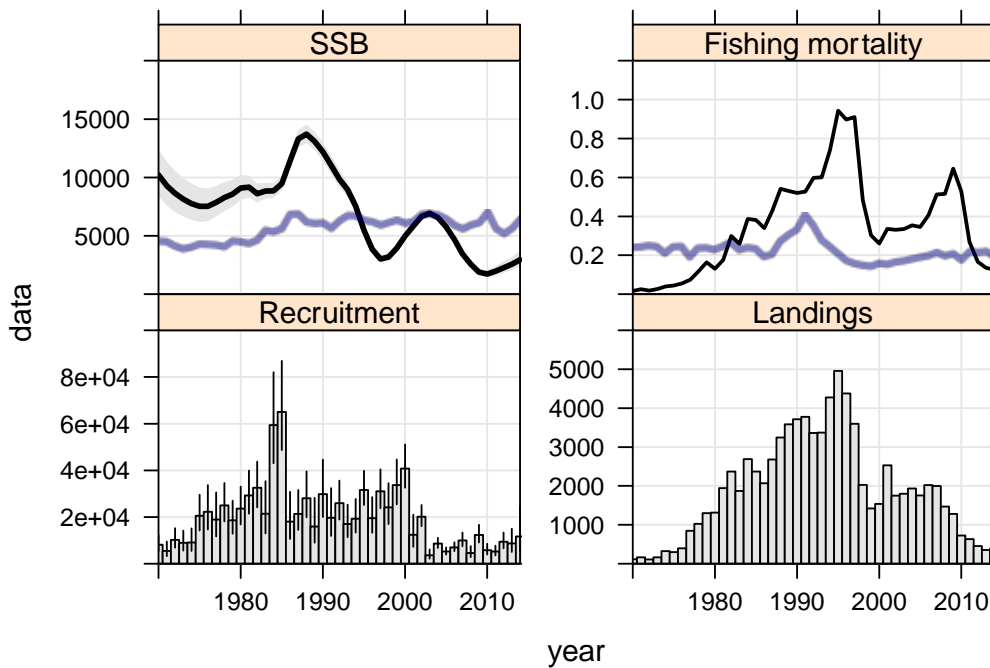 SSB
Fishing mortality
15000
10000
5000
1.0
0.8
0.6
0.4
0.2
data
Recruitment
Landings
8e+04
6e+04
4e+04
2e+04
5000
4000
3000
2000
1000
1980 1990 2000 2010
1980 1990 2000 2010
year